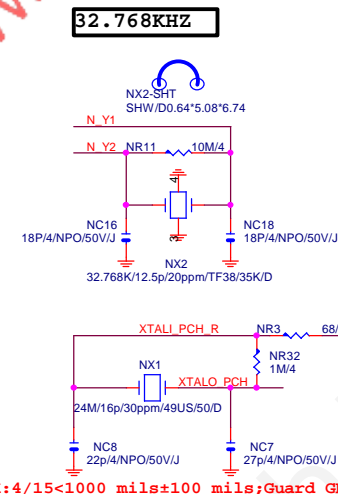 32.768KHZ
NX2-SHT
SHW/D0.64*5.08*6.74
N_Y1
N_Y2 NR11 10M/4
4
3
NC16 NC18
18P/4/NPO/50V/J 18P/4/NPO/50V/J
NX2
32.768K/12.5p/20ppm/TF38/35K/D
XTALI_PCH_R NR3 68/
NR32
1M/4
NX1
XTALO_PCH
24M/16p/30ppm/49US/50/D
NC8 NC7
22p/4/NPO/50V/J 27p/4/NPO/50V/J
:4/15<1000 mils±100 mils;Guard G